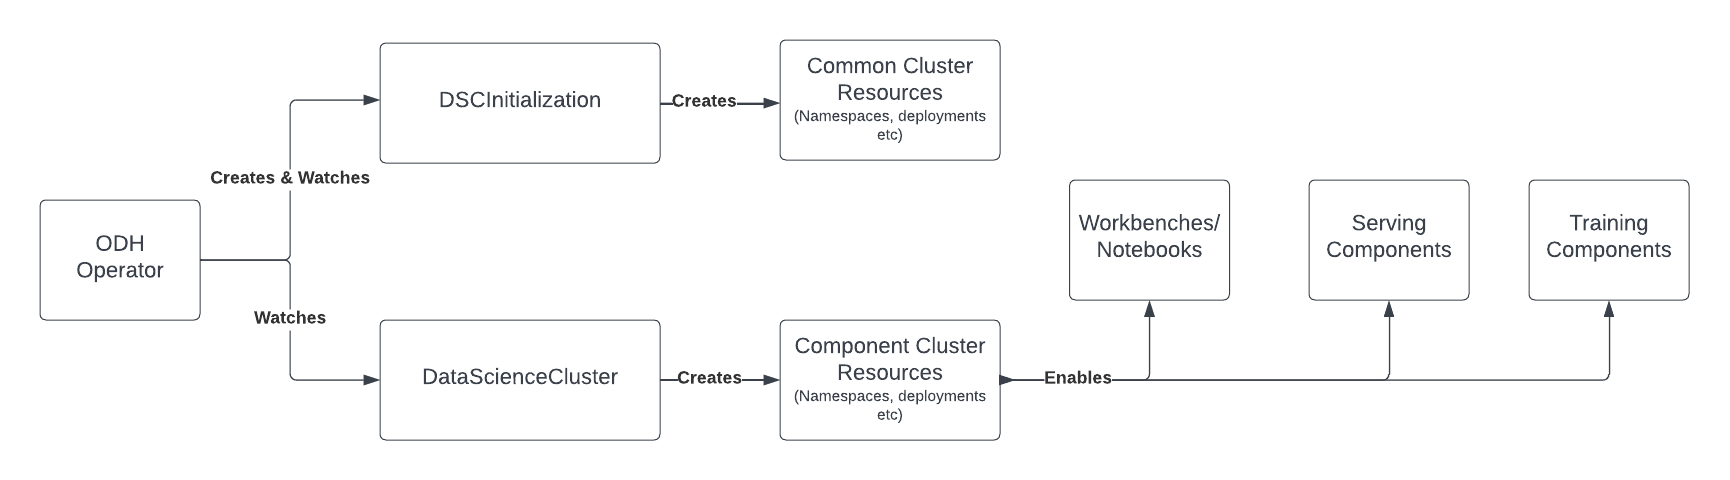 DSCInitialization
Creates
Common Cluster
Resources
(Namespaces, deployments
etc)
Creates & Watches
ODH
Operator
Watches
DataScienceCluster
Creates
Component Cluster
Resources
(Namespaces, deployments
etc)
Enables
Workbenches/
Notebooks
Serving
Components
Training
Components